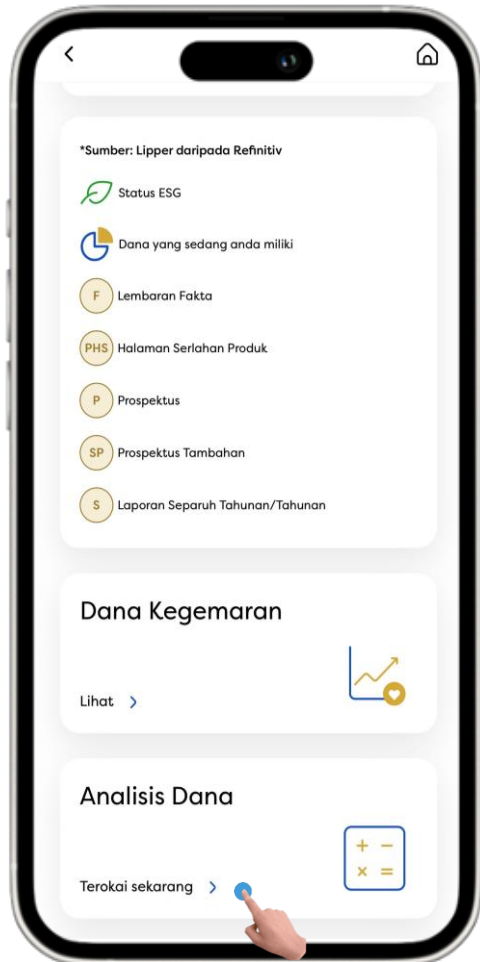 *Sumber: Lipper daripada Refinitiv
Status ESG
Dana yang sedang anda miliki
F Lembaran Fakta
PHS Halaman Serlahan Produk
P Prospektus
SP Prospektus Tambahan
S Laporan Separuh Tahunan/Tahunan
Dana Kegemaran
Lihat >
Analisis Dana
+ −
× =
Terokai sekarang >